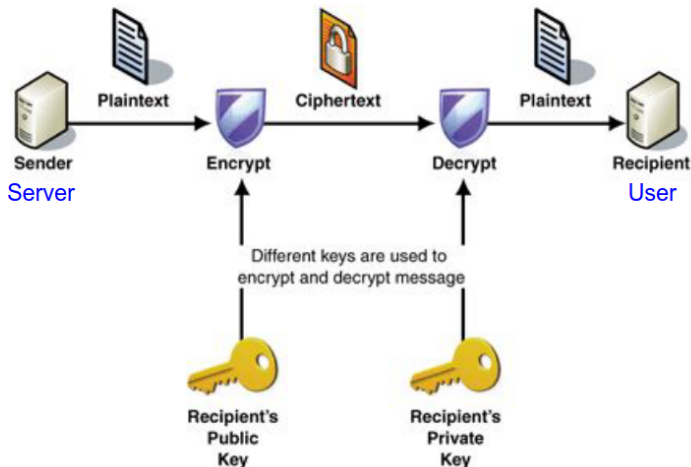 Plaintext
Ciphertext
Plaintext
Sender
Encrypt
Decrypt
Recipient
Server
User
Different keys are used to
encrypt and decrypt message
Recipient's
Public
Key
Recipient's
Private
Key